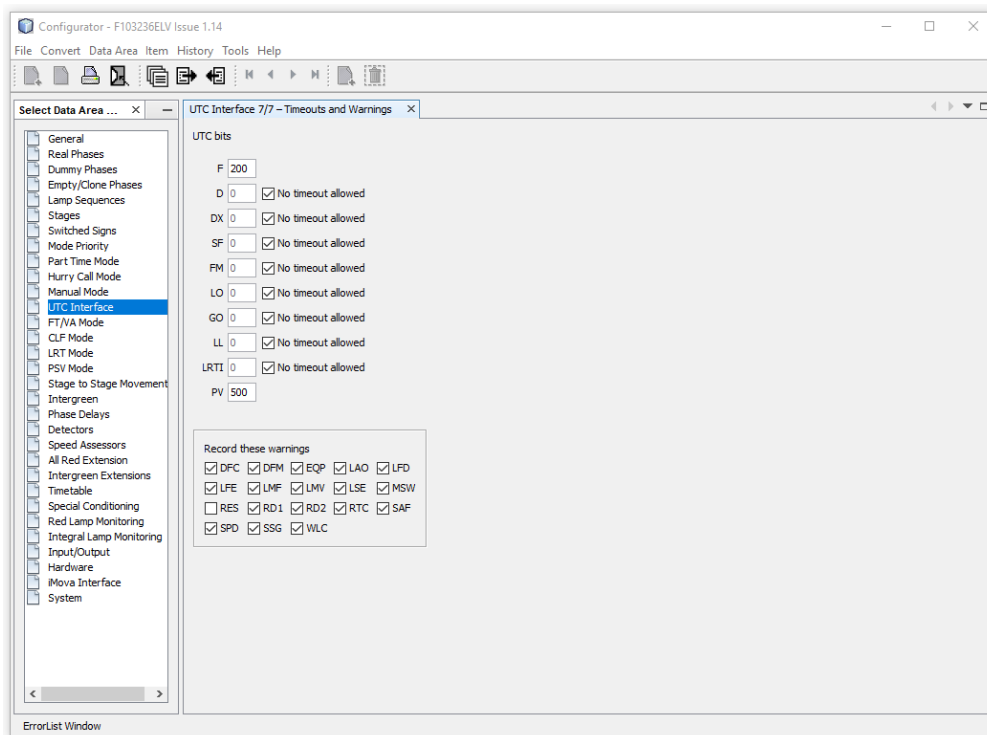 Configurator - F103236ELV Issue 1.14
File Convert Data Area Item History Tools Help
Select Data Area ...
General
Real Phases
Dummy Phases
Empty/Clone Phases
Lamp Sequences
Stages
Switched Signs
Mode Priority
Part Time Mode
Hurry Call Mode
Manual Mode
UTC Interface
FT/VA Mode
CLF Mode
LRT Mode
PSV Mode
Stage to Stage Movement
Intergreen
Phase Delays
Detectors
Speed Assessors
All Red Extension
Intergreen Extensions
Timetable
Special Conditioning
Red Lamp Monitoring
Integral Lamp Monitoring
Input/Output
Hardware
iMova Interface
System
UTC Interface 7/7 – Timeouts and Warnings
UTC bits
F 200
D 0 No timeout allowed
DX 0 No timeout allowed
SF 0 No timeout allowed
FM 0 No timeout allowed
LO 0 No timeout allowed
GO 0 No timeout allowed
LL 0 No timeout allowed
LRTI 0 No timeout allowed
PV 500
Record these warnings
DFC DFM EQP LAO LFD
LFE LMF LMV LSE MSW
RES RD1 RD2 RTC SAF
SPD SSG WLC
ErrorList Window